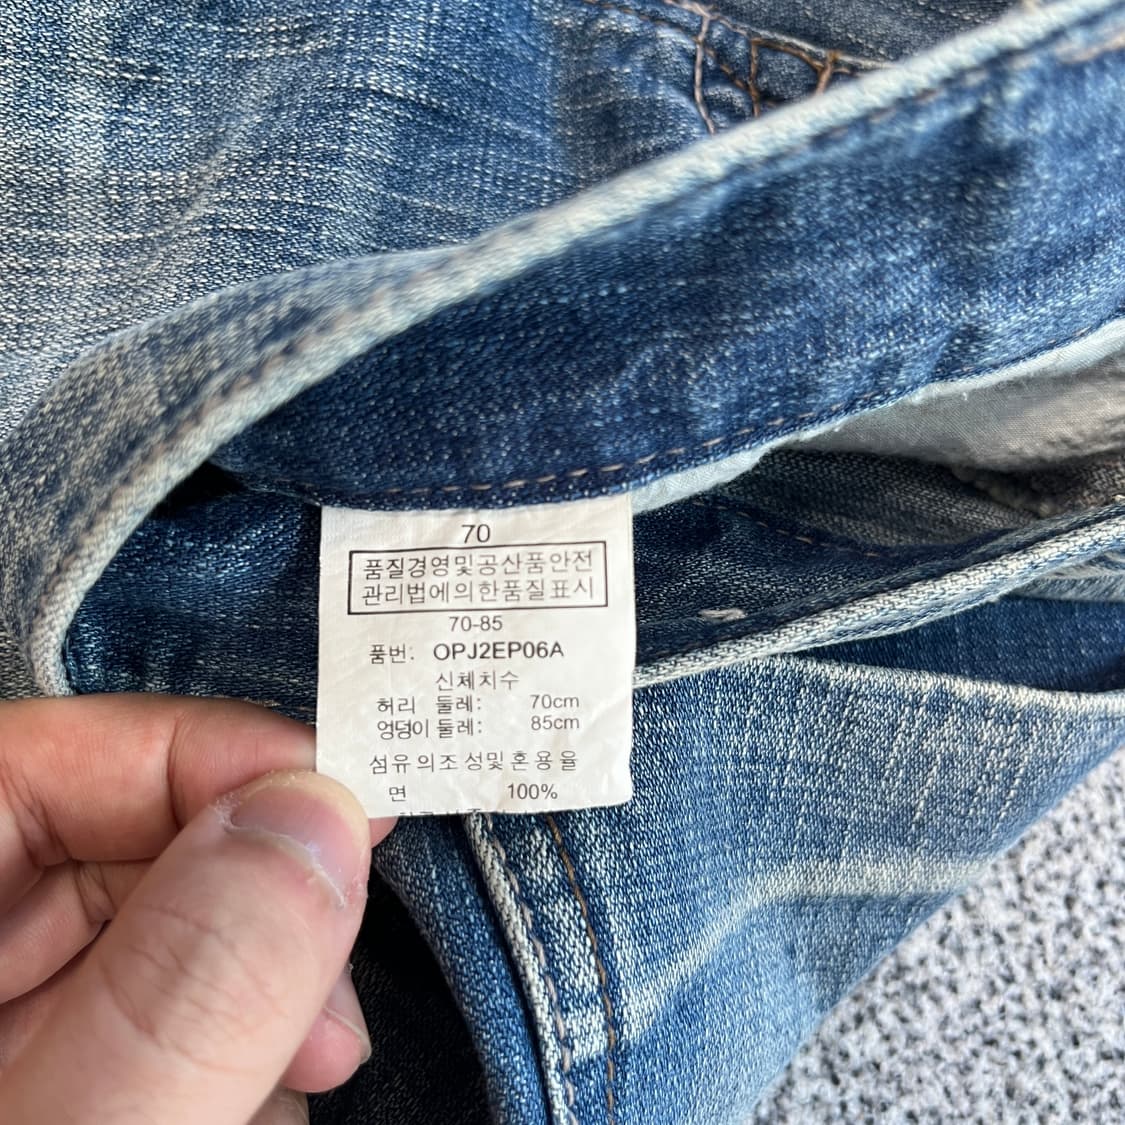 70
품질경영및공산품안전
관리법에의한품질표시
70-85
품번: OPJ2EP06A
신체치수
허리 둘레: 70cm
엉덩이 둘레: 85cm
섬유의조성및혼용율
면 100%